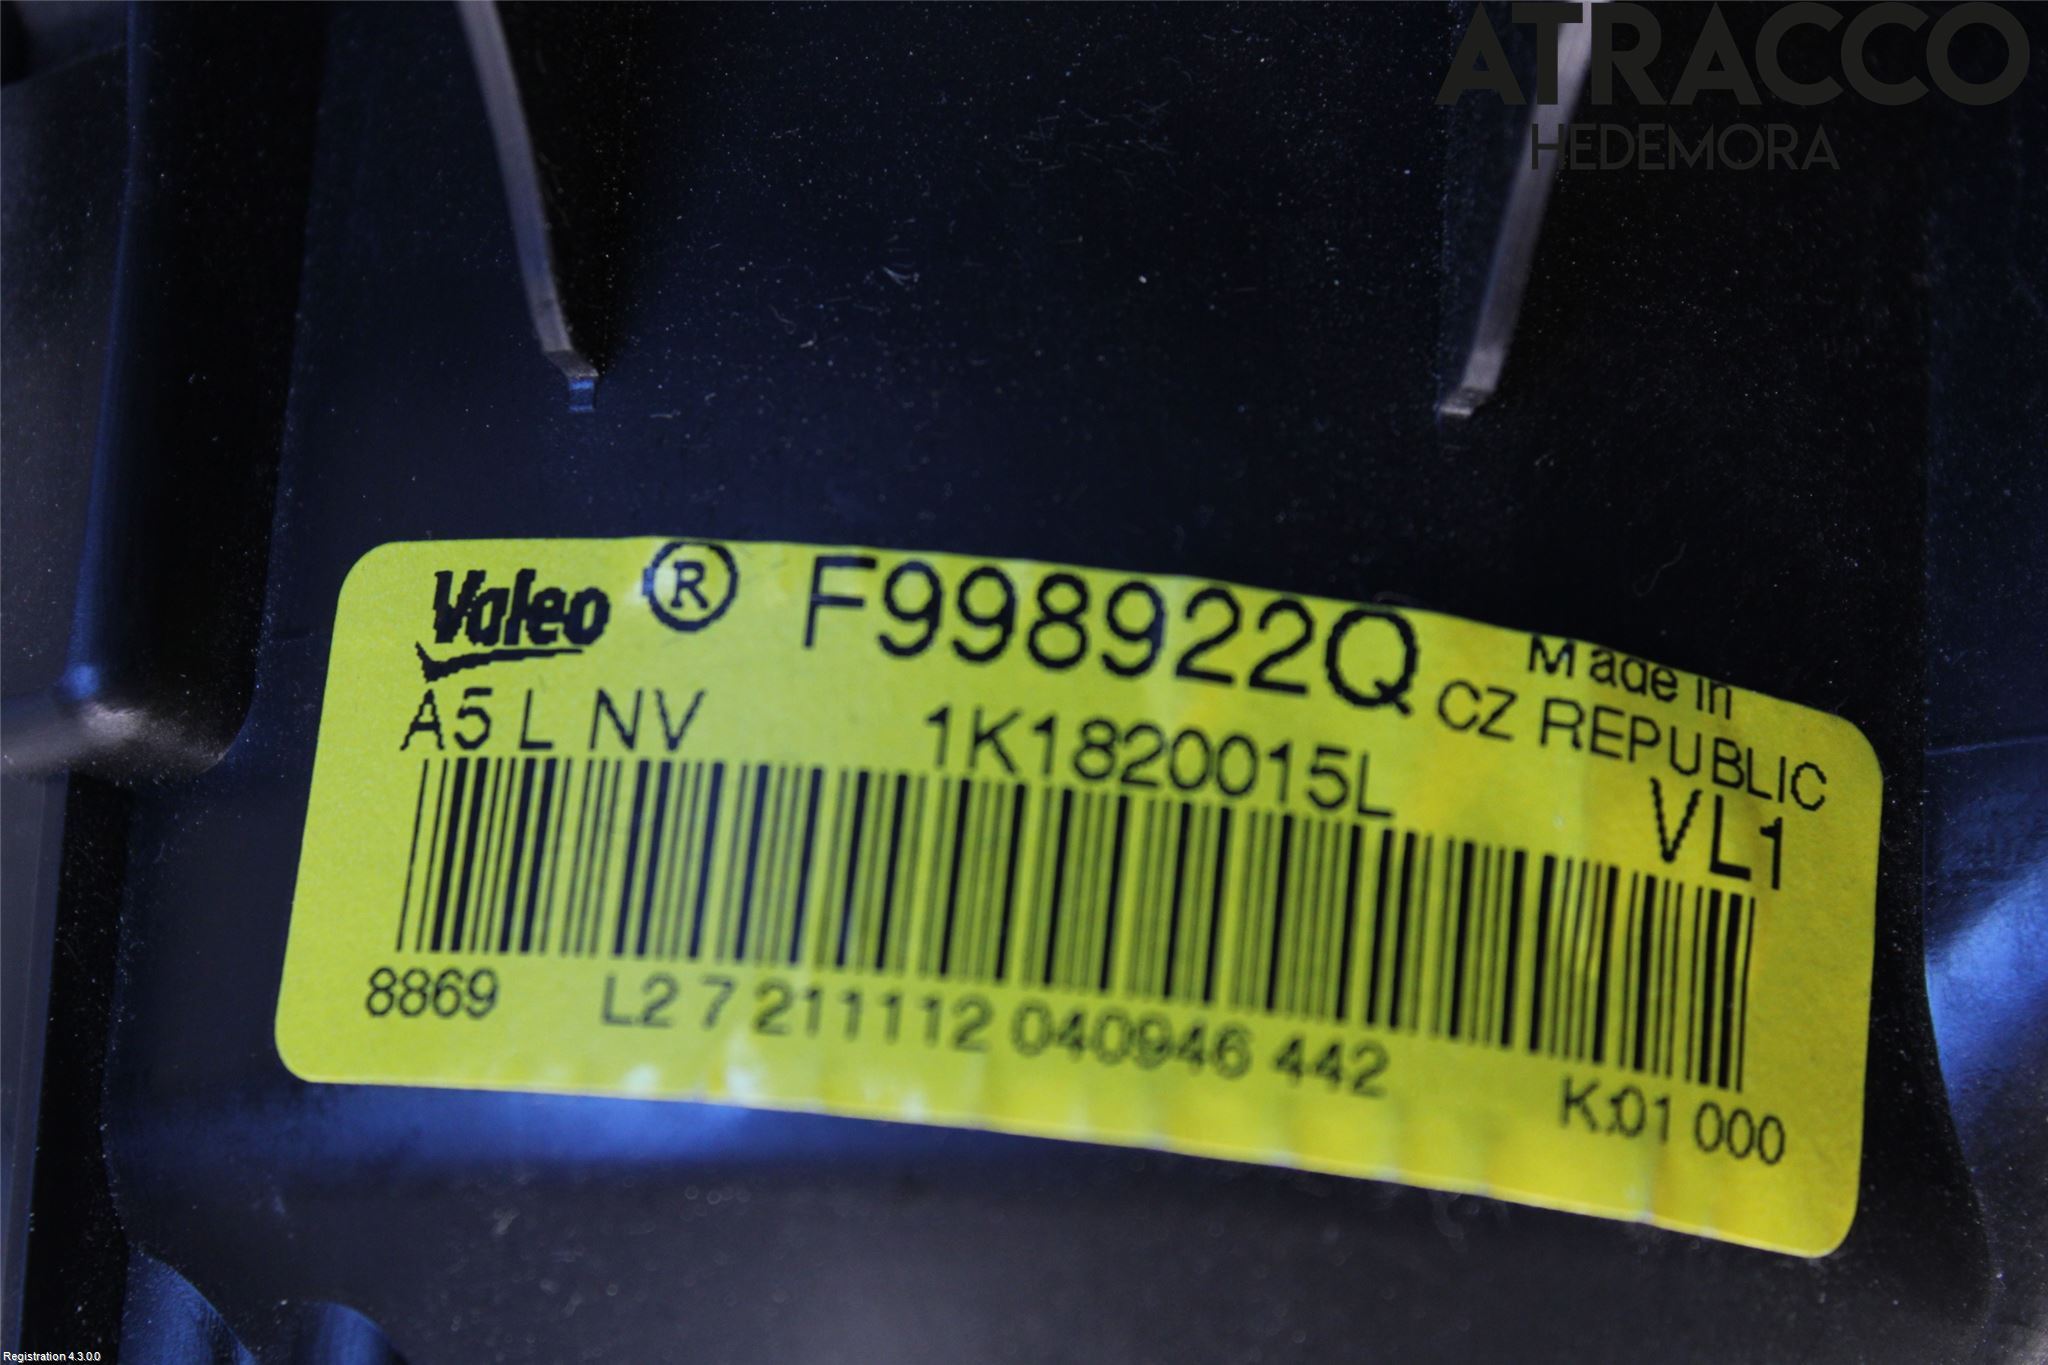 ATRACCO
HEDEMORA
Valeo ® F998922Q Made in
A5 L NV 1K1820015L CZ REPUBLIC
VL1
8869 L2 7 211112 040946 442
K:01 000
Registration 4.3.0.0